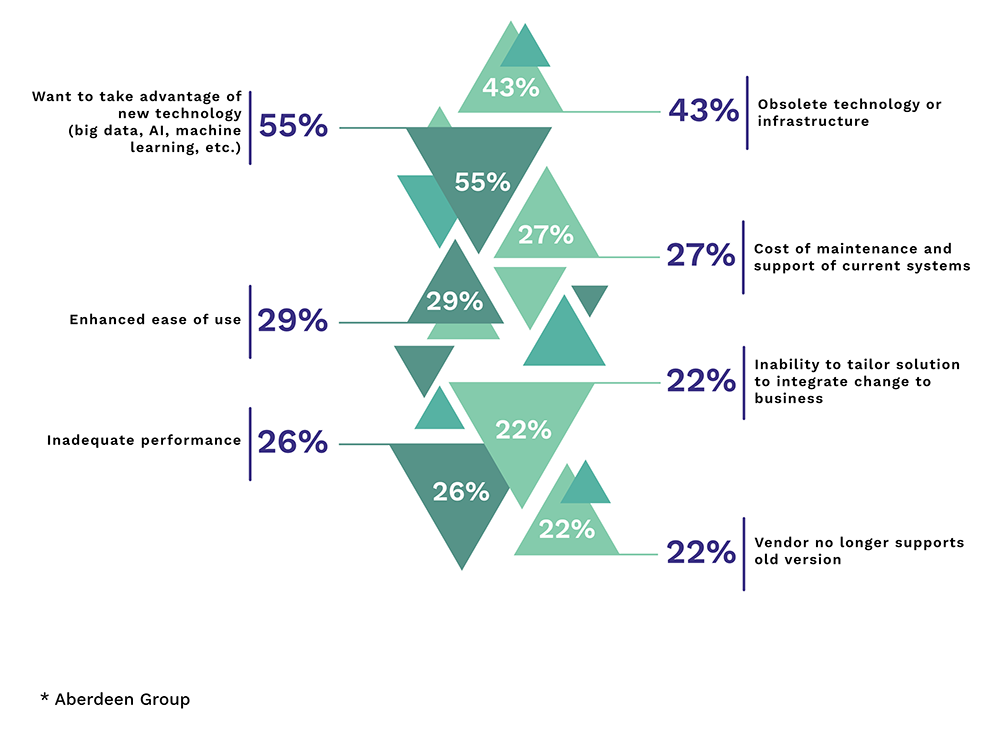 43%
Want to take advantage of
new technology
(big data, AI, machine
learning, etc.)
55%
43%
Obsolete technology or
infrastructure
55%
27%
27%
Cost of maintenance and
support of current systems
Enhanced ease of use
29%
29%
22%
Inability to tailor solution
to integrate change to
business
Inadequate performance
26%
22%
26%
22%
22%
Vendor no longer supports
old version
* Aberdeen Group